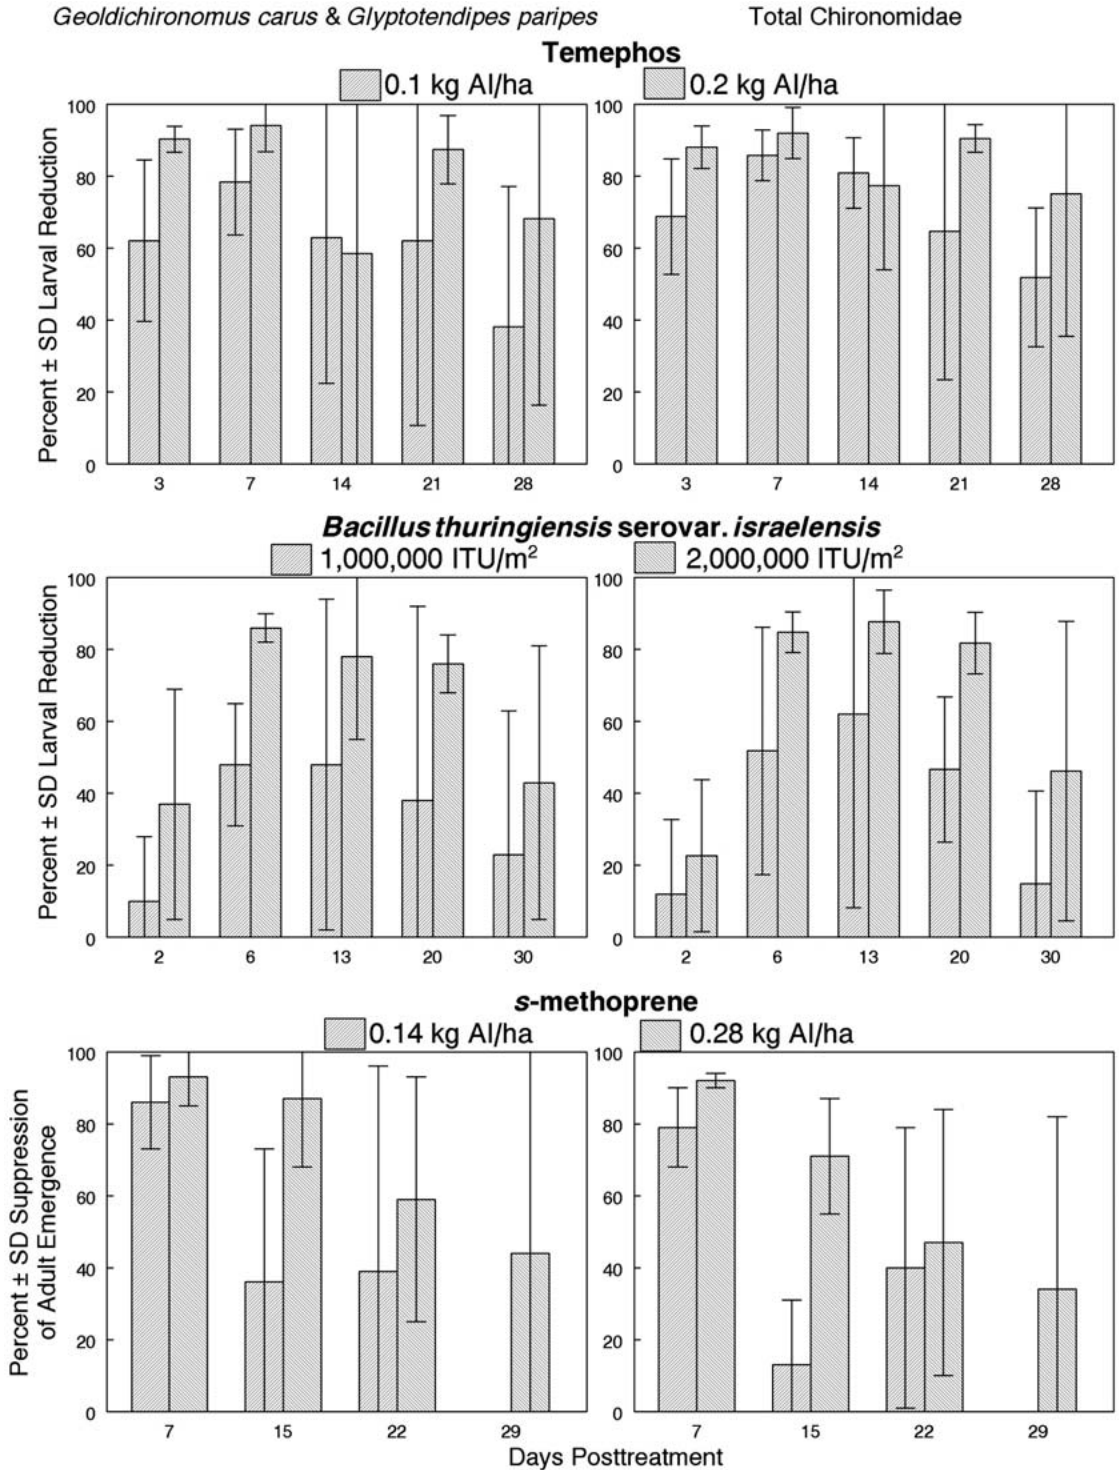 Geoldichironomus carus & Glyptotendipes paripes
Total Chironomidae
Temephos
0.1 kg AI/ha
0.2 kg AI/ha
Percent ± SD Larval Reduction
100
80
60
40
20
0
3 7 14 21 28
100
80
60
40
20
0
3 7 14 21 28
Bacillus thuringiensis serovar. israelensis
1,000,000 ITU/m²
2,000,000 ITU/m²
Percent ± SD Larval Reduction
100
80
60
40
20
0
2 6 13 20 30
100
80
60
40
20
0
2 6 13 20 30
s-methoprene
0.14 kg AI/ha
0.28 kg AI/ha
Percent ± SD Suppression
of Adult Emergence
100
80
60
40
20
0
7 15 22 29
100
80
60
40
20
0
7 15 22 29
Days Posttreatment